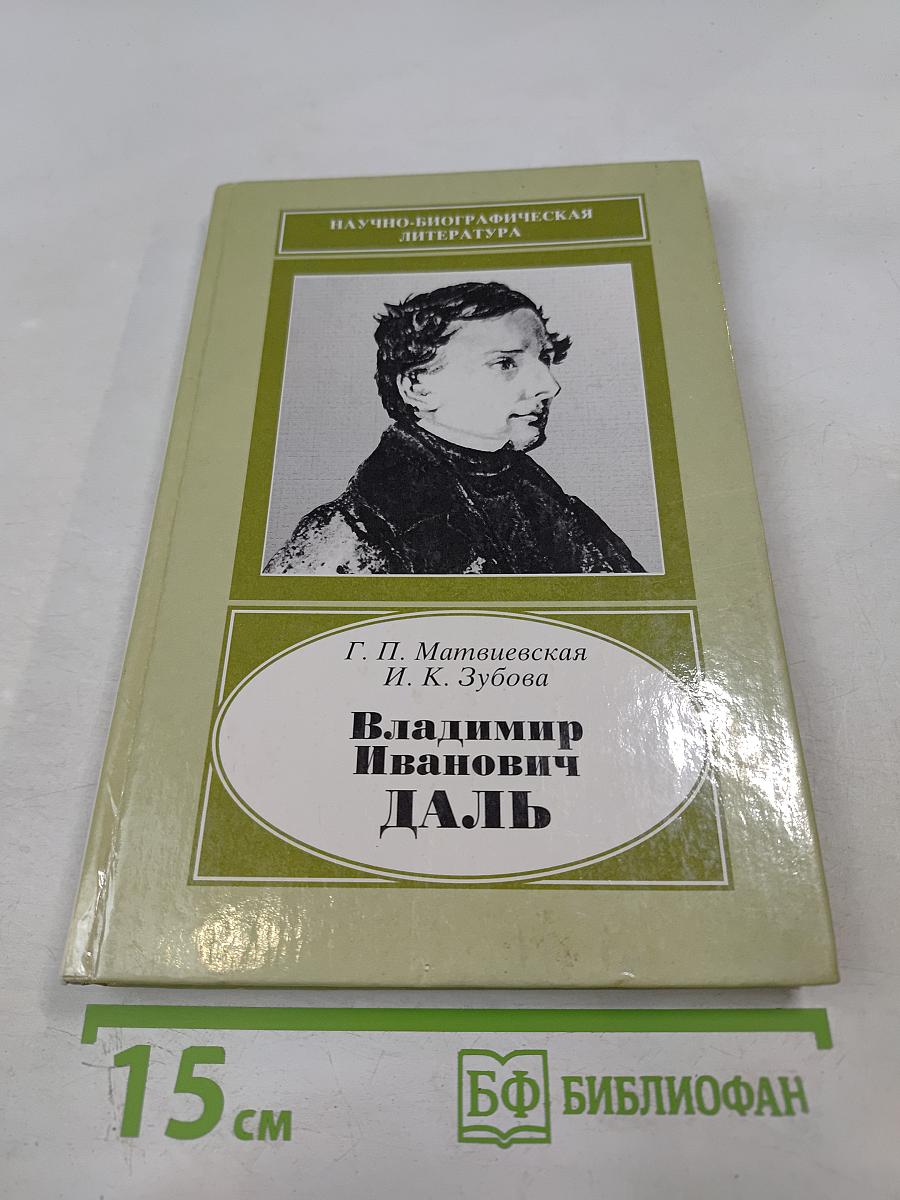 НАУЧНО-БИОГРАФИЧЕСКАЯ
ЛИТЕРАТУРА
Г. П. Матвиевская
И. К. Зубова
Владимир
Иванович
ДАЛЬ
15 см
БФ БИБЛИОФАН